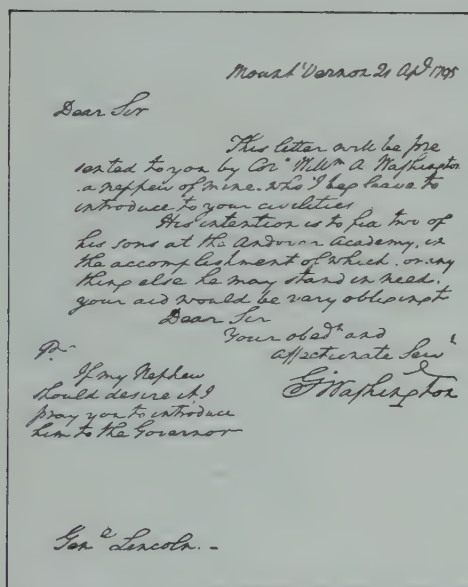 Mount Vernon 21 Apl 1795
Dear Sir
This letter will be pre
sented to you by Col.o Willm A Washington
a nephew of mine. who I beg leave to
introduce to your civilities
His intention is to fix two of
his sons at the Andover Academy, in
the accomplishment of which, or any
thing else he may stand in need,
your aid would be very obliging to
Dear Sir
Your obedt and
Affectionate Servt
G. Washington
If my Nephew
should desire it I
pray you to introduce
him to the Governor
Genl Lincoln. -